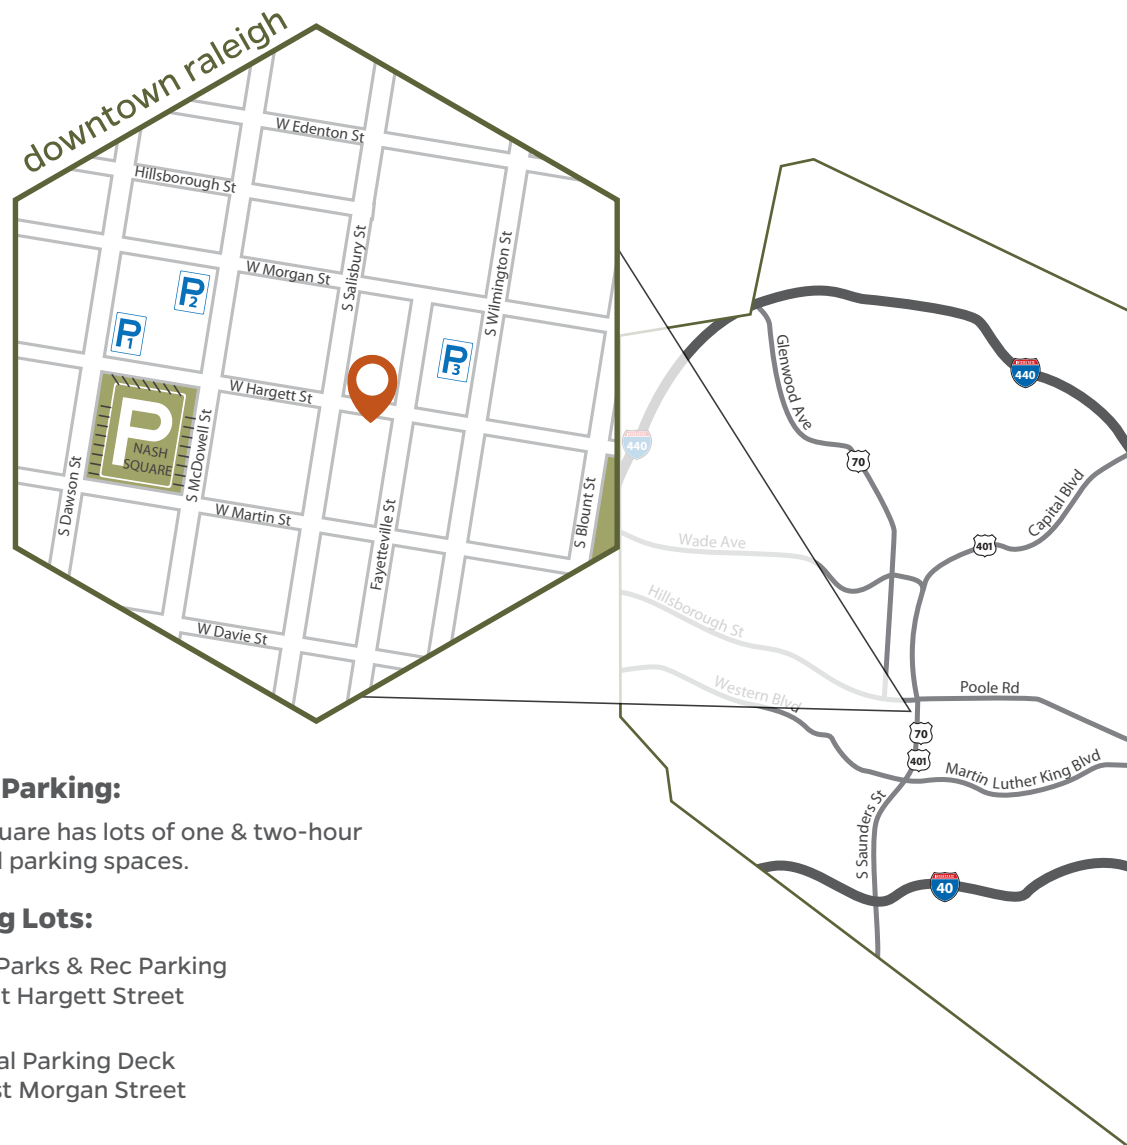 downtown raleigh
W Edenton St
Hillsborough St
S Salisbury St
S Wilmington St
W Morgan St
P2
P1
P3
W Hargett St
P
NASH
SQUARE
S McDowell St
S Dawson St
W Martin St
Fayetteville St
S Blount St
W Davie St
440
440
Glenwood Ave
70
Capital Blvd
401
Wade Ave
Hillsborough St
Western Blvd
Poole Rd
70
401
Martin Luther King Blvd
S Saunders St
40
Parking:
uare has lots of one & two-hour
parking spaces.
g Lots:
Parks & Rec Parking
t Hargett Street
al Parking Deck
st Morgan Street